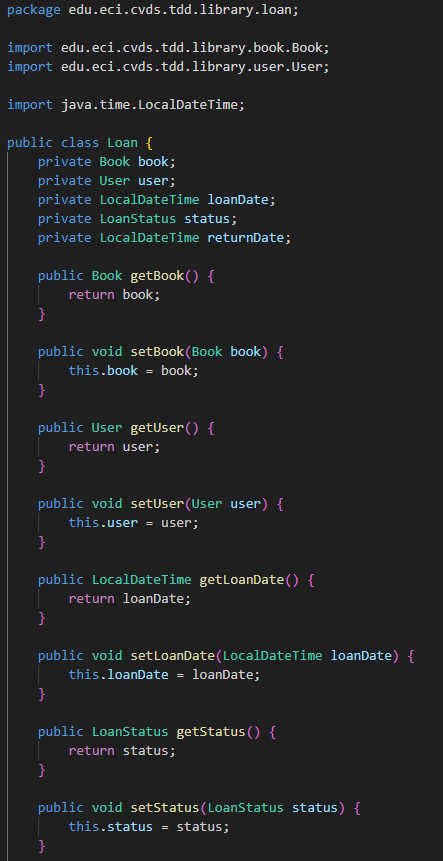 package edu.eci.cvds.tdd.library.loan;
import edu.eci.cvds.tdd.library.book.Book;
import edu.eci.cvds.tdd.library.user.User;
import java.time.LocalDateTime;
public class Loan {
    private Book book;
    private User user;
    private LocalDateTime loanDate;
    private LoanStatus status;
    private LocalDateTime returnDate;
    public Book getBook() {
        return book;
    }
    public void setBook(Book book) {
        this.book = book;
    }
    public User getUser() {
        return user;
    }
    public void setUser(User user) {
        this.user = user;
    }
    public LocalDateTime getLoanDate() {
        return loanDate;
    }
    public void setLoanDate(LocalDateTime loanDate) {
        this.loanDate = loanDate;
    }
    public LoanStatus getStatus() {
        return status;
    }
    public void setStatus(LoanStatus status) {
        this.status = status;
    }